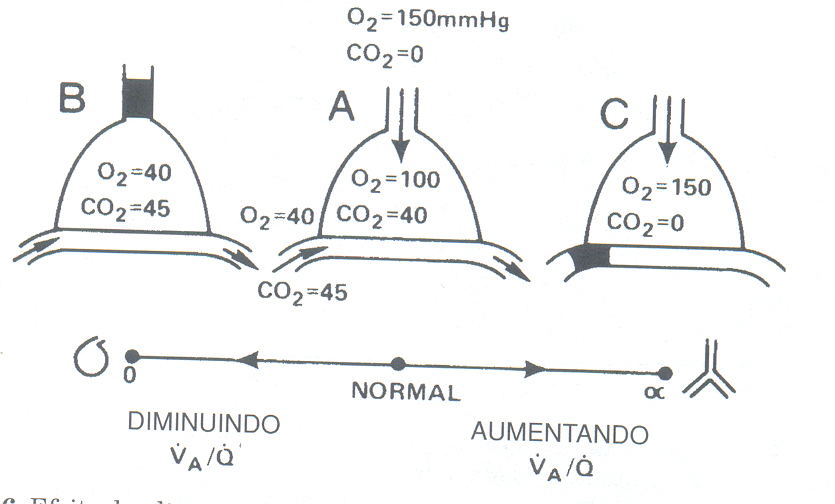 O₂=150mmHg
CO₂=0
B
A
C
O₂=40
CO₂=45
O₂=100
CO₂=40
O₂=150
CO₂=0
O₂=40
CO₂=45
0
NORMAL
∝
DIMINUINDO
V̇A/Q̇
AUMENTANDO
V̇A/Q̇